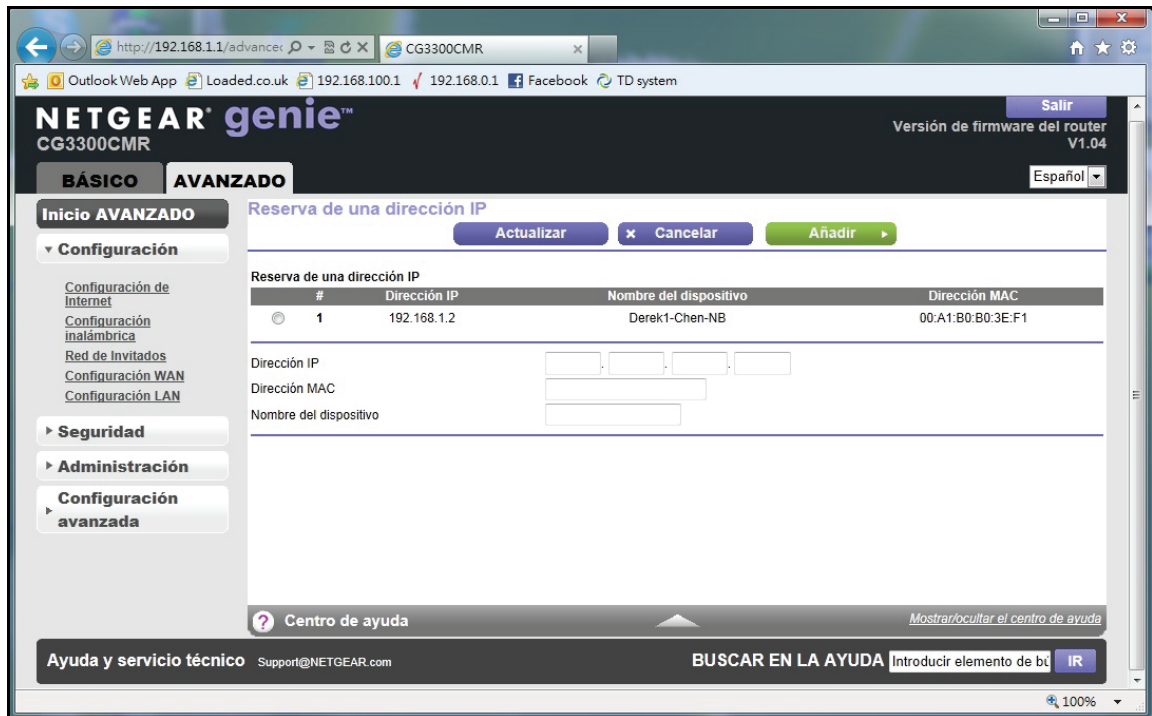 http://192.168.1.1/advanced
CG3300CMR
Outlook Web App
Loaded.co.uk
192.168.100.1
192.168.0.1
Facebook
TD system
NETGEAR® genie™
CG3300CMR
Salir
Versión de firmware del router
V1.04
BÁSICO
AVANZADO
Español
Inicio AVANZADO
Configuración
Configuración de
Internet
Configuración
inalámbrica
Red de Invitados
Configuración WAN
Configuración LAN
Seguridad
Administración
Configuración
avanzada
Reserva de una dirección IP
Actualizar
× Cancelar
Añadir
Reserva de una dirección IP
# Dirección IP Nombre del dispositivo Dirección MAC
1 192.168.1.2 Derek1-Chen-NB 00:A1:B0:B0:3E:F1
Dirección IP . . .
Dirección MAC
Nombre del dispositivo
? Centro de ayuda
Mostrar/ocultar el centro de ayuda
Ayuda y servicio técnico Support@NETGEAR.com
BUSCAR EN LA AYUDA Introducir elemento de bú IR
100%